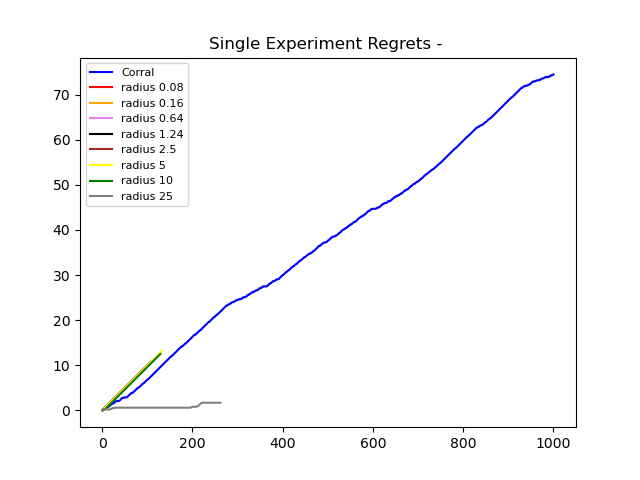 Single Experiment Regrets -
Corral
radius 0.08
radius 0.16
radius 0.64
radius 1.24
radius 2.5
radius 5
radius 10
radius 25
70
60
50
40
30
20
10
0
0 200 400 600 800 1000